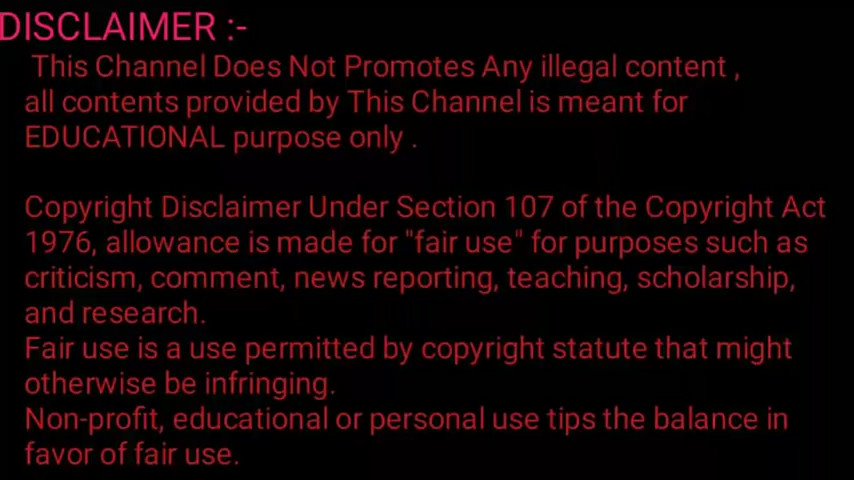 DISCLAIMER :-
This Channel Does Not Promotes Any illegal content ,
all contents provided by This Channel is meant for
EDUCATIONAL purpose only .
Copyright Disclaimer Under Section 107 of the Copyright Act
1976, allowance is made for "fair use" for purposes such as
criticism, comment, news reporting, teaching, scholarship,
and research.
Fair use is a use permitted by copyright statute that might
otherwise be infringing.
Non-profit, educational or personal use tips the balance in
favor of fair use.